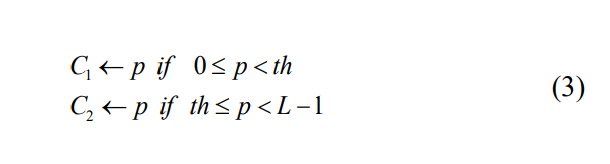 C₁ ← p if 0 ≤ p < th
C₂ ← p if th ≤ p < L − 1
(3)